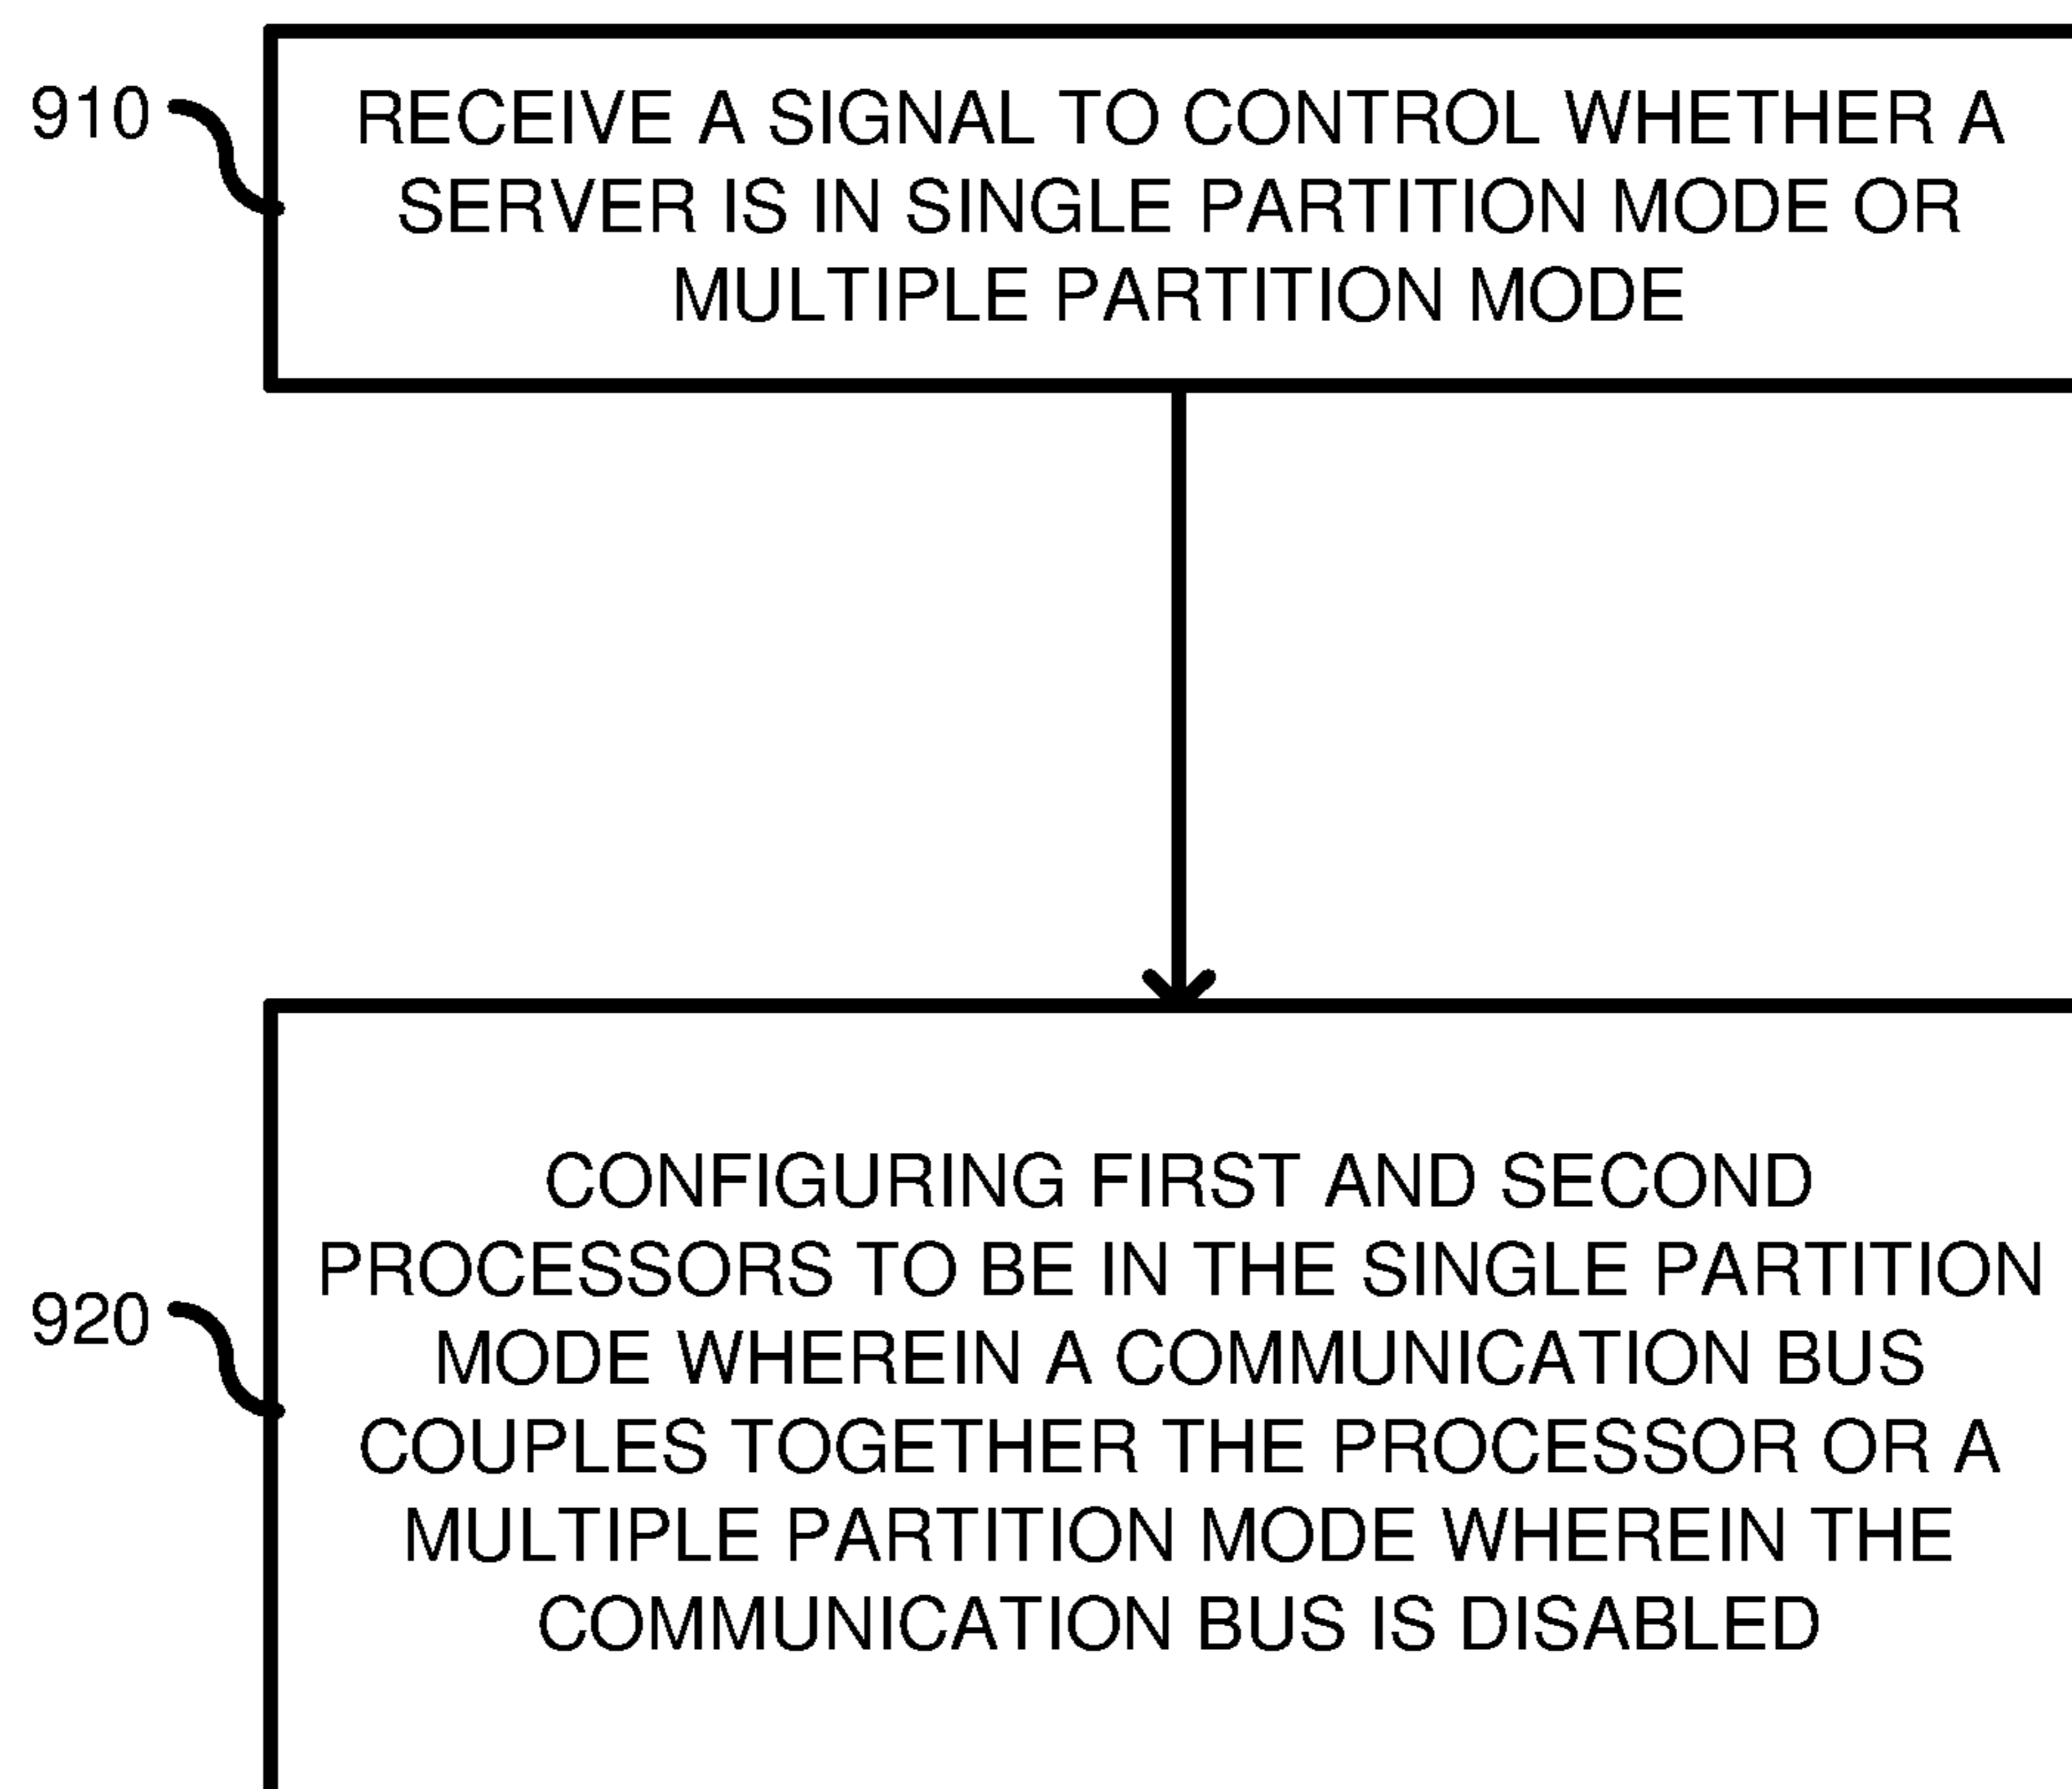 910
RECEIVE A SIGNAL TO CONTROL WHETHER A
SERVER IS IN SINGLE PARTITION MODE OR
MULTIPLE PARTITION MODE
CONFIGURING FIRST AND SECOND
PROCESSORS TO BE IN THE SINGLE PARTITION
920
MODE WHEREIN A COMMUNICATION BUS
COUPLES TOGETHER THE PROCESSOR OR A
MULTIPLE PARTITION MODE WHEREIN THE
COMMUNICATION BUS IS DISABLED